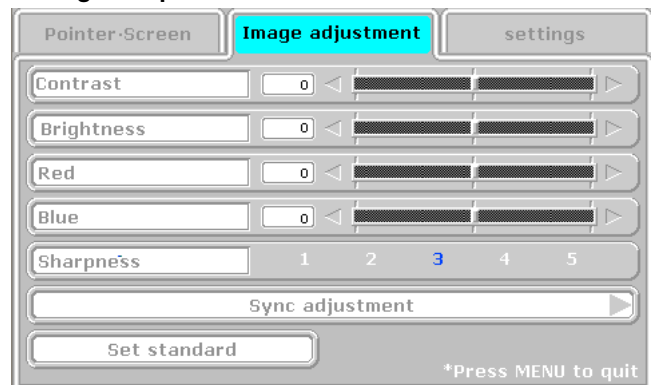 Pointer·Screen Image adjustment settings
Contrast 0
Brightness 0
Red 0
Blue 0
Sharpness 1 2 3 4 5
Sync adjustment
Set standard
*Press MENU to quit